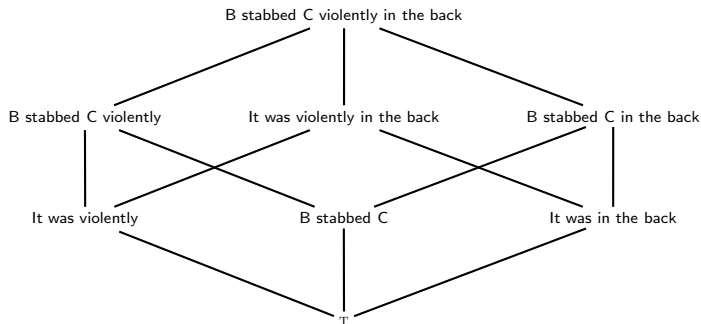 B stabbed C violently in the back
B stabbed C violently It was violently in the back B stabbed C in the back
It was violently B stabbed C It was in the back
T